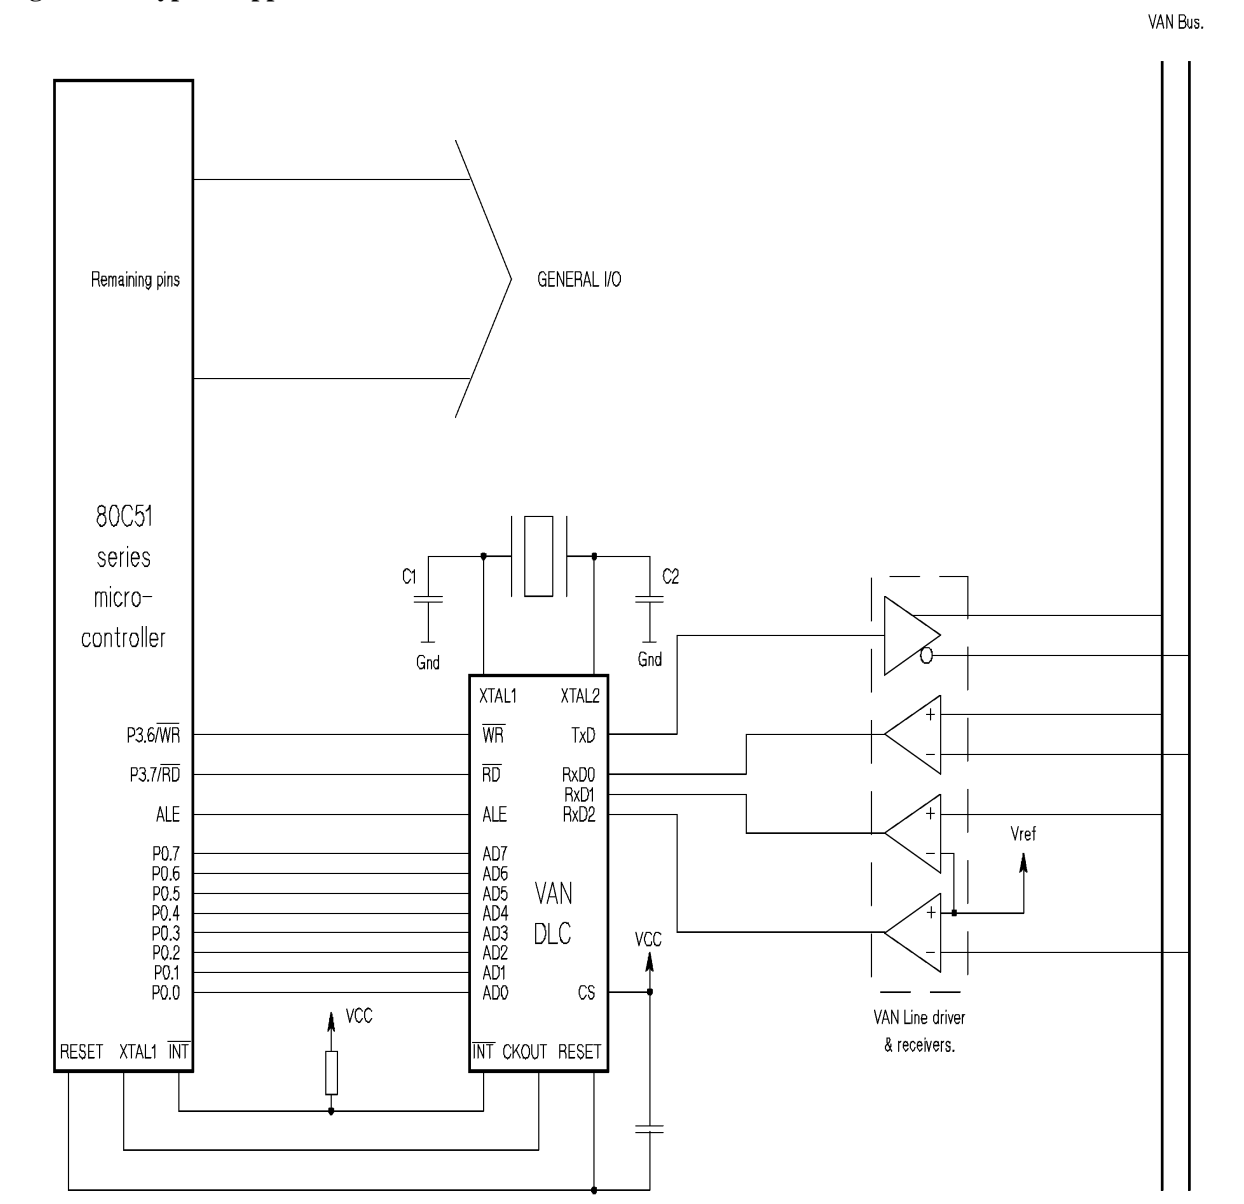 VAN Bus.
Remaining pins
GENERAL I/O
80C51
series
micro-
controller
C1
C2
Gnd
Gnd
XTAL1 XTAL2
P3.6/WR
WR
TxD
P3.7/RD
RD
RxD0
RxD1
ALE
ALE
RxD2
P0.7
P0.6
P0.5
P0.4
P0.3
P0.2
P0.1
P0.0
AD7
AD6
AD5
AD4
AD3
AD2
AD1
AD0
VAN
DLC
CS
VCC
+
-
+
-
+
-
Vref
VAN Line driver
& receivers.
VCC
RESET XTAL1 INT
INT CKOUT RESET